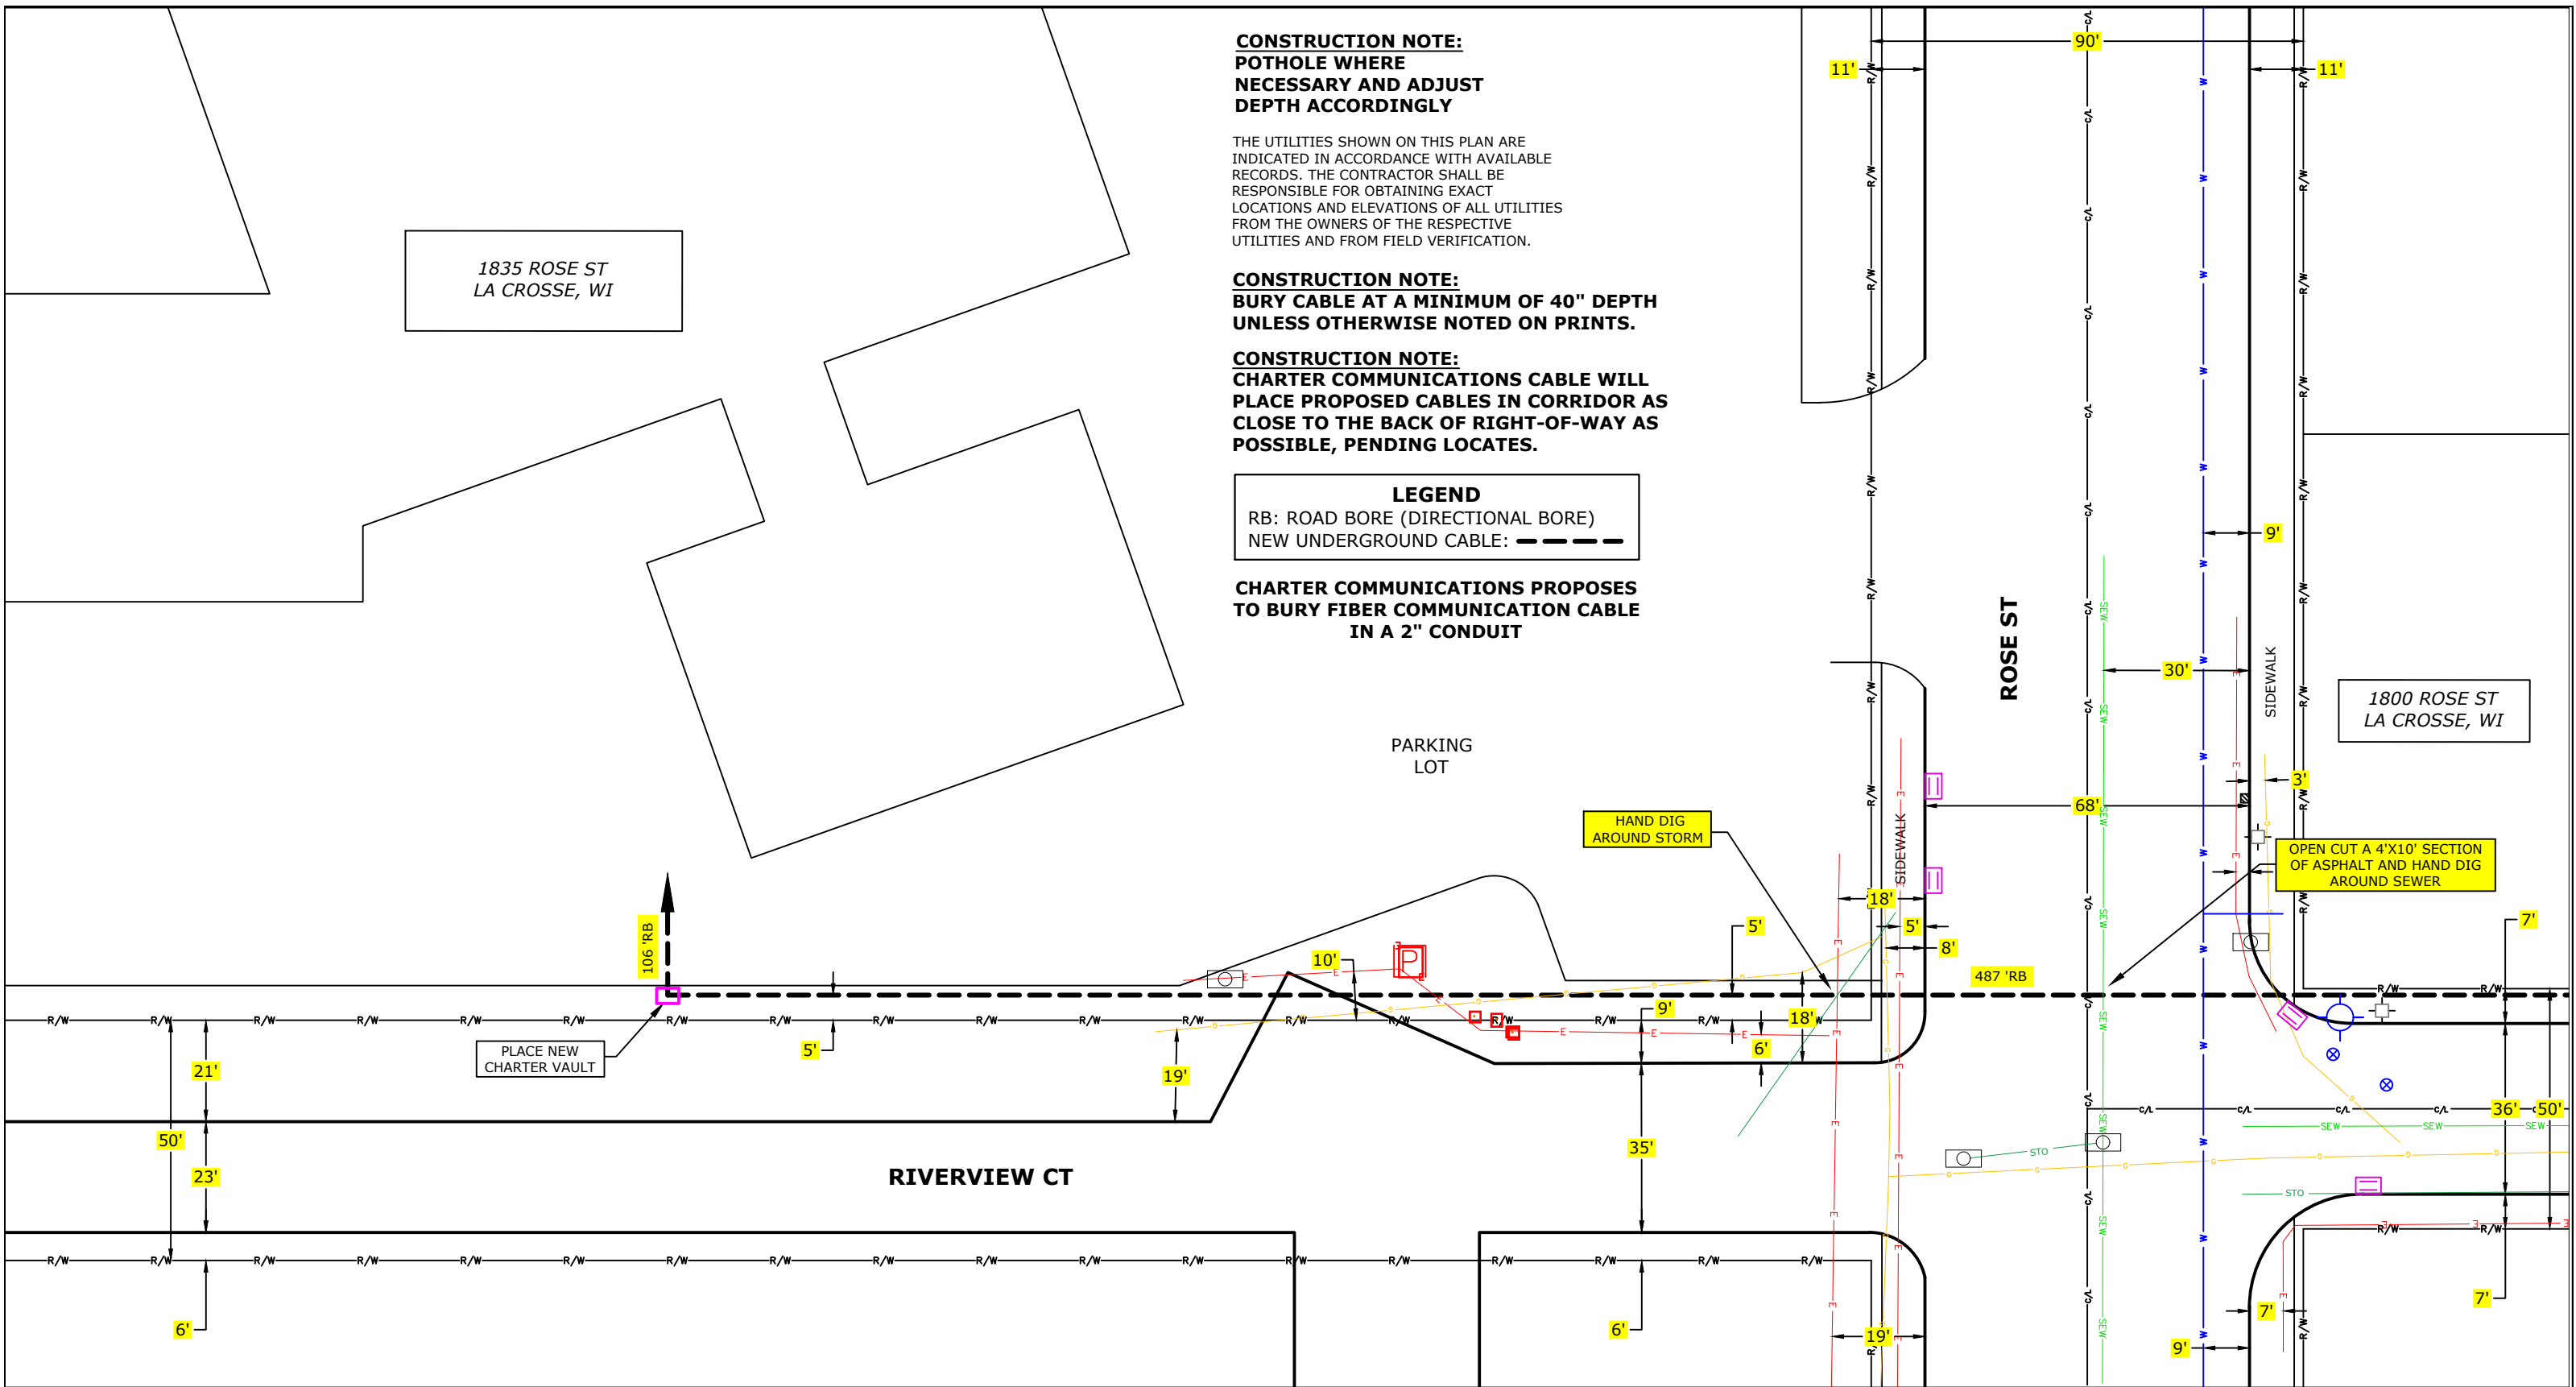 CONSTRUCTION NOTE:
POTHOLE WHERE
NECESSARY AND ADJUST
DEPTH ACCORDINGLY
THE UTILITIES SHOWN ON THIS PLAN ARE
INDICATED IN ACCORDANCE WITH AVAILABLE
RECORDS. THE CONTRACTOR SHALL BE
RESPONSIBLE FOR OBTAINING EXACT
LOCATIONS AND ELEVATIONS OF ALL UTILITIES
FROM THE OWNERS OF THE RESPECTIVE
UTILITIES AND FROM FIELD VERIFICATION.
CONSTRUCTION NOTE:
BURY CABLE AT A MINIMUM OF 40" DEPTH
UNLESS OTHERWISE NOTED ON PRINTS.
CONSTRUCTION NOTE:
CHARTER COMMUNICATIONS CABLE WILL
PLACE PROPOSED CABLES IN CORRIDOR AS
CLOSE TO THE BACK OF RIGHT-OF-WAY AS
POSSIBLE, PENDING LOCATES.
LEGEND
RB: ROAD BORE (DIRECTIONAL BORE)
NEW UNDERGROUND CABLE:
CHARTER COMMUNICATIONS PROPOSES
TO BURY FIBER COMMUNICATION CABLE
IN A 2" CONDUIT
1835 ROSE ST
LA CROSSE, WI
90'
11'
11'
9'
ROSE ST
30'
SIDEWALK
1800 ROSE ST
LA CROSSE, WI
PARKING
LOT
3'
68'
HAND DIG
AROUND STORM
SIDEWALK
OPEN CUT A 4'X10' SECTION
OF ASPHALT AND HAND DIG
AROUND SEWER
18'
5'
5'
8'
7'
106 'RB
10'
P
487 'RB
9'
18'
6'
5'
PLACE NEW
CHARTER VAULT
21'
19'
50'
23'
35'
RIVERVIEW CT
36'
50'
STO
STO
SEW
SEW
SEW
C/L
R/W
W
E
G
6'
6'
19'
7'
7'
9'